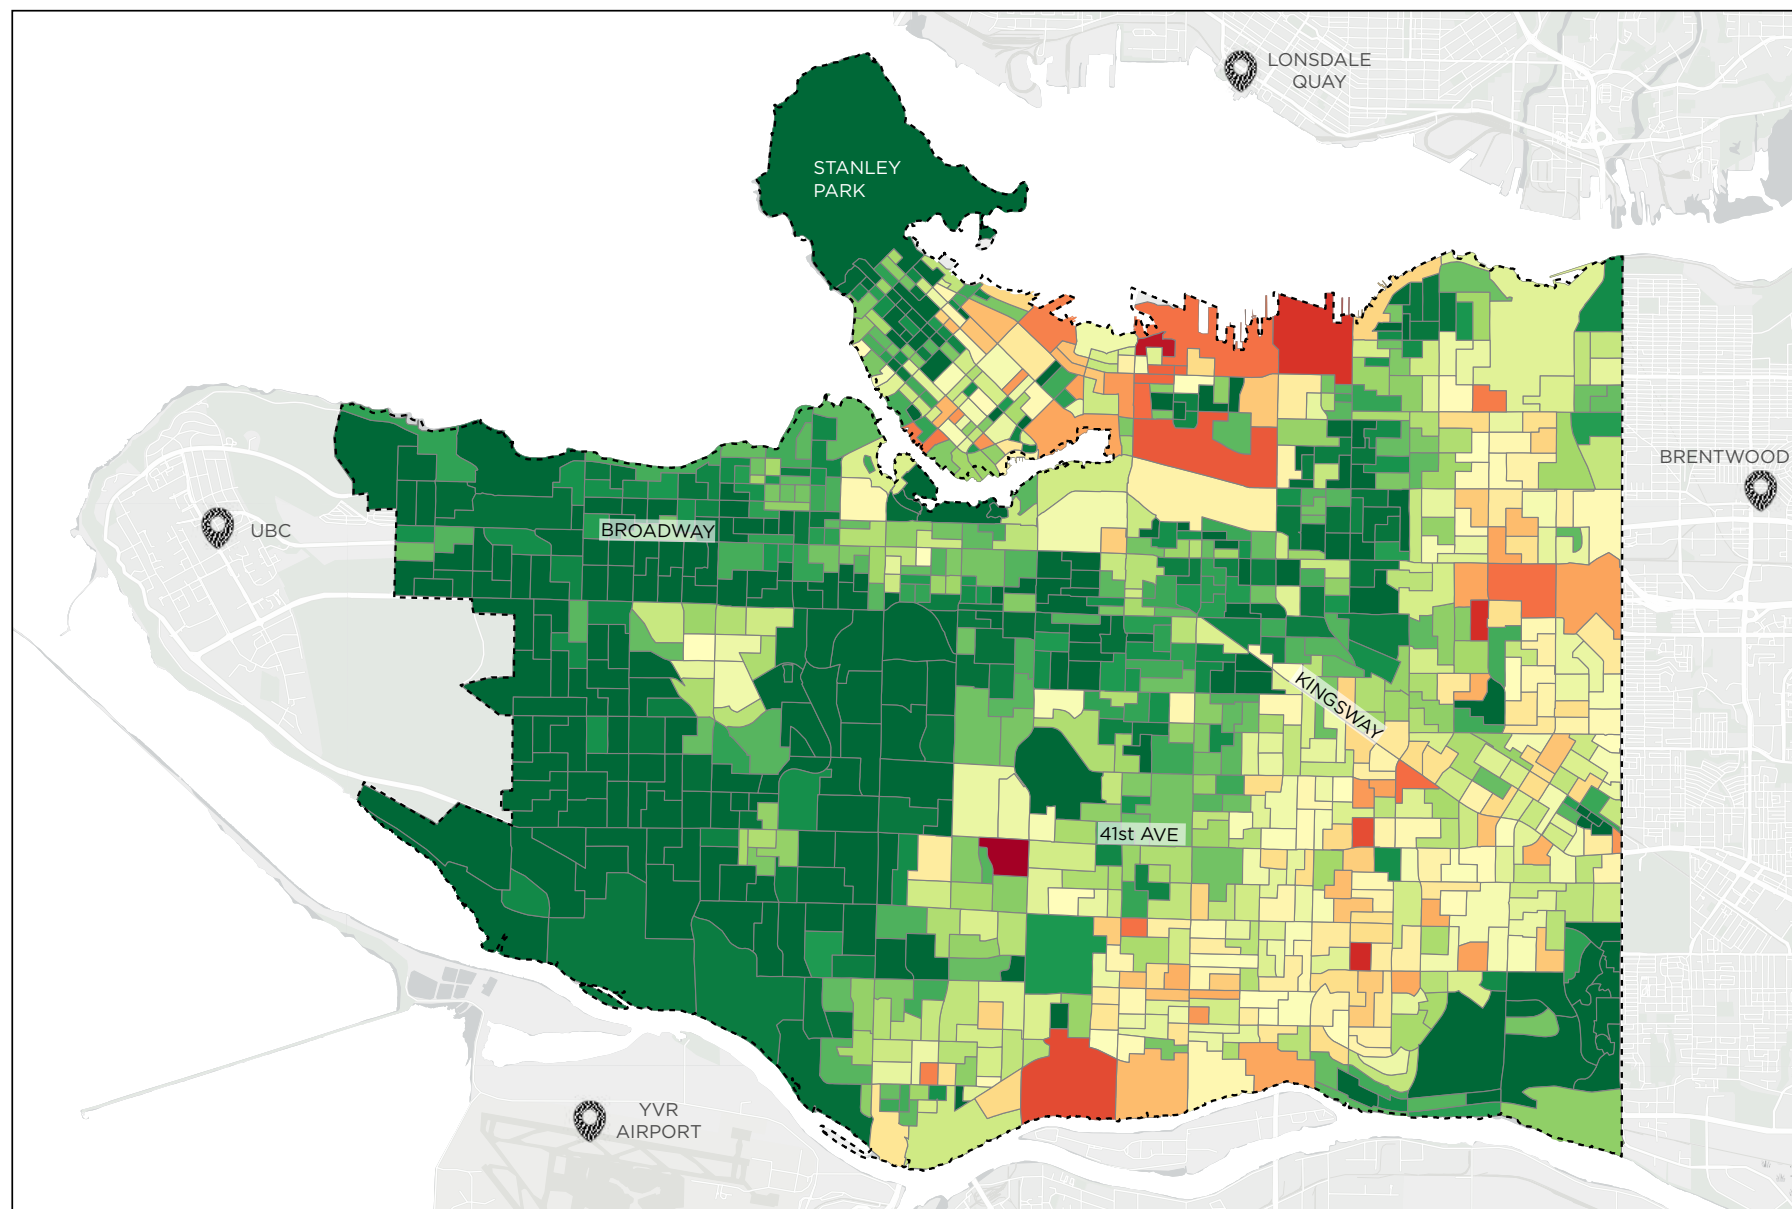 LONSDALE
QUAY
STANLEY
PARK
BRENTWOOD
UBC
BROADWAY
KINGSWAY
41st AVE
YVR
AIRPORT